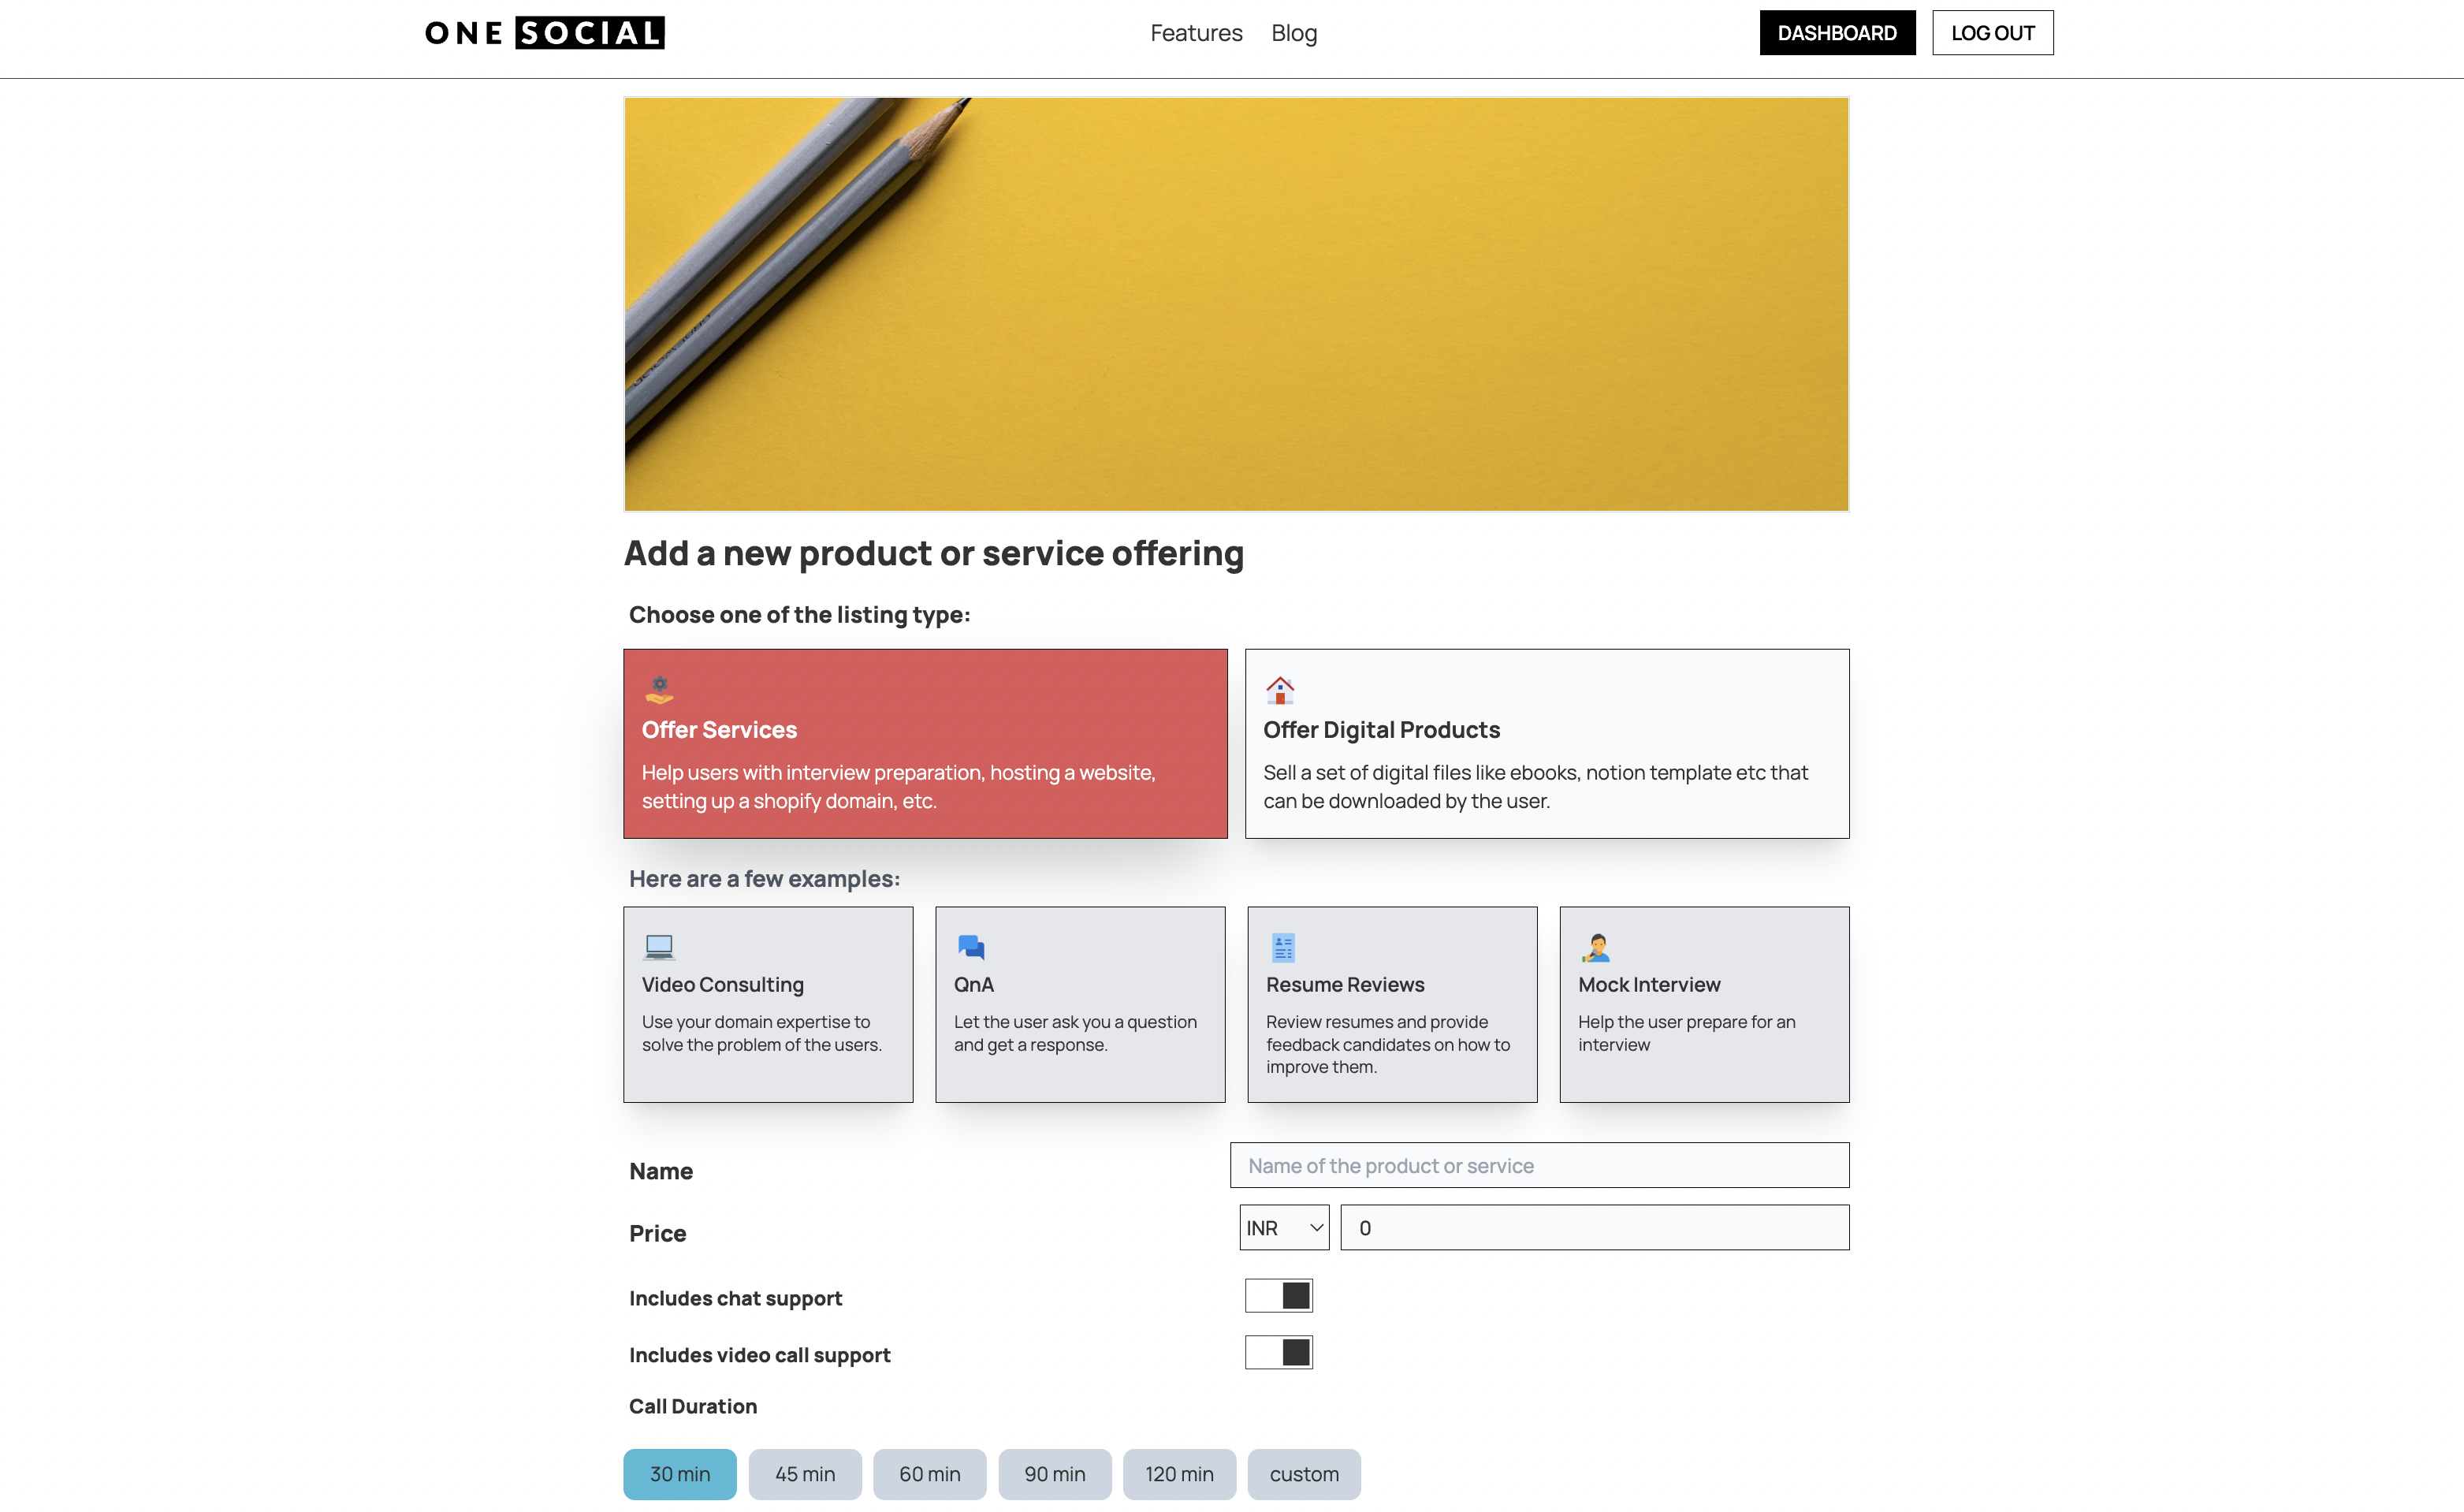 ONE SOCIAL
Features
Blog
DASHBOARD
LOG OUT
Add a new product or service offering
Choose one of the listing type:
Offer Services
Help users with interview preparation, hosting a website,
setting up a shopify domain, etc.
Offer Digital Products
Sell a set of digital files like ebooks, notion template etc that
can be downloaded by the user.
Here are a few examples:
Video Consulting
Use your domain expertise to
solve the problem of the users.
QnA
Let the user ask you a question
and get a response.
Resume Reviews
Review resumes and provide
feedback candidates on how to
improve them.
Mock Interview
Help the user prepare for an
interview
Name
Name of the product or service
Price
INR
0
Includes chat support
Includes video call support
Call Duration
30 min
45 min
60 min
90 min
120 min
custom